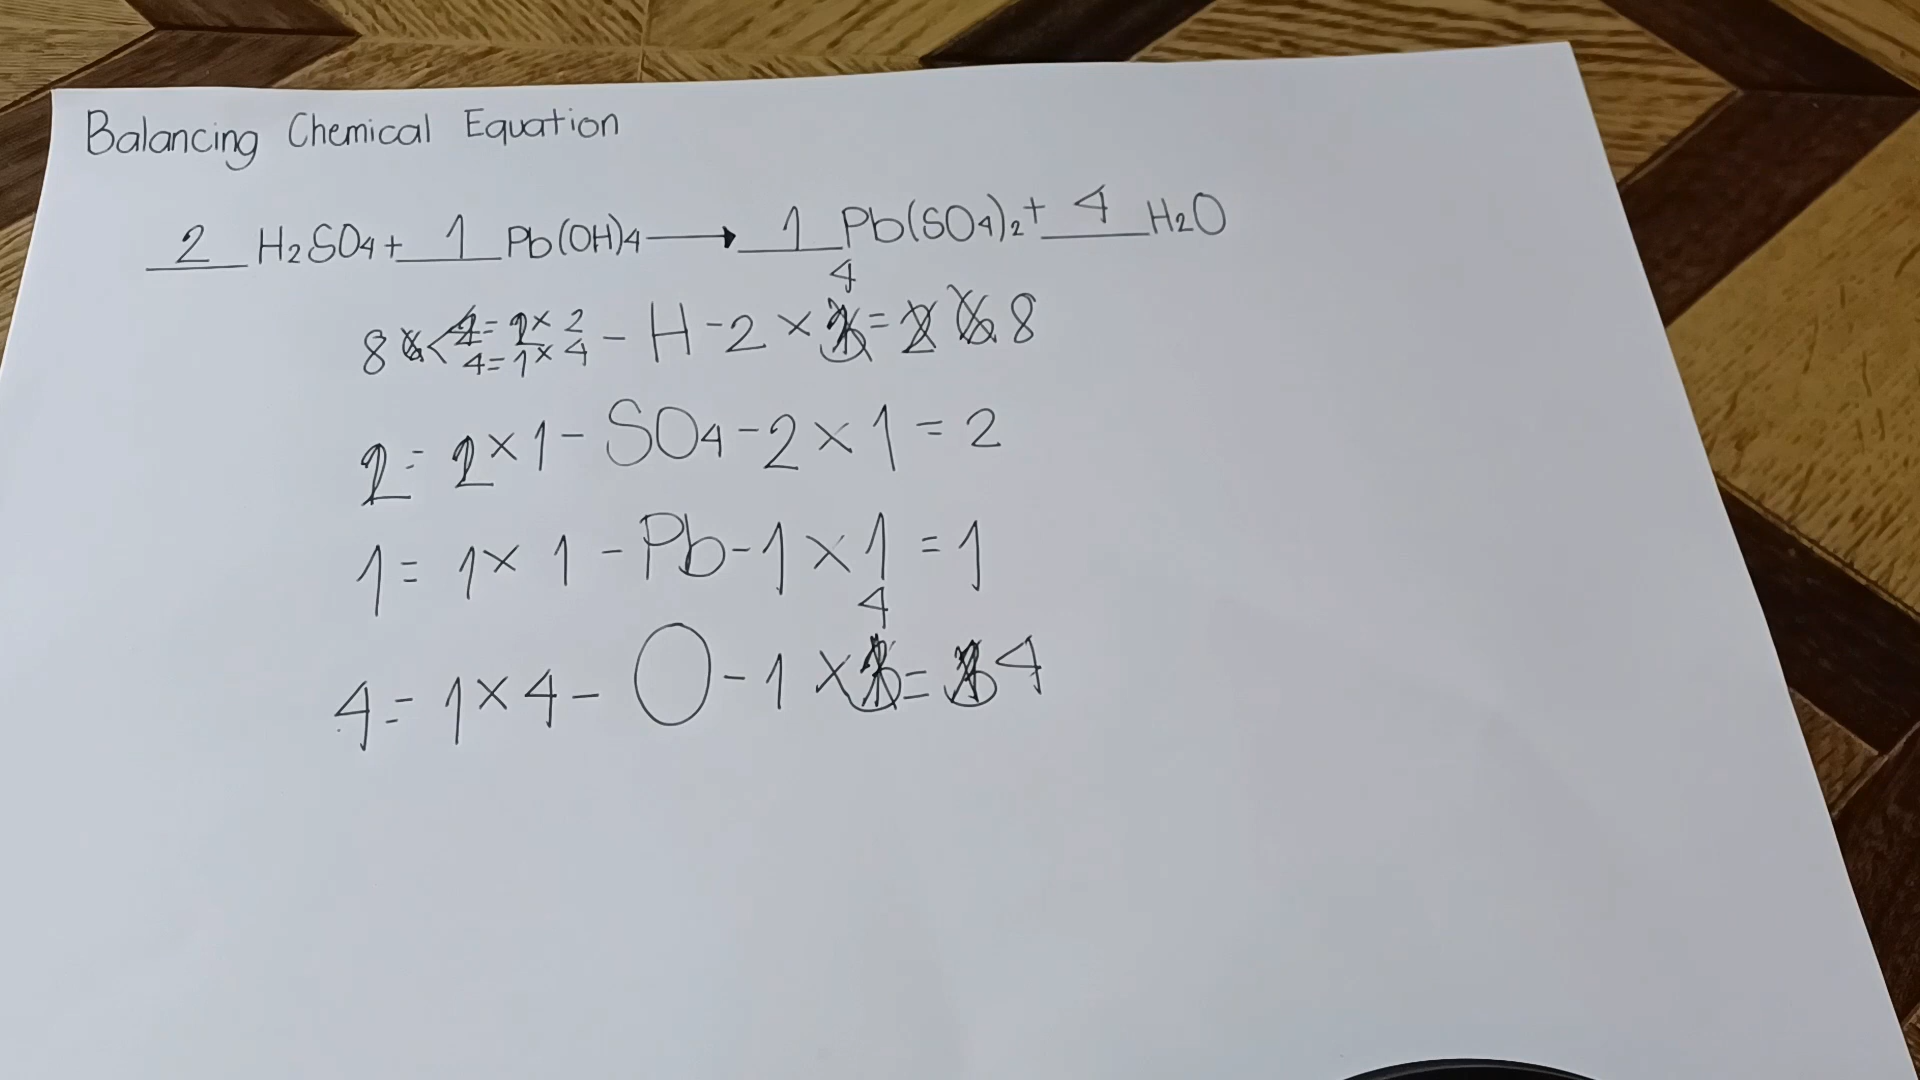 Balancing Chemical Equation
2 H2SO4 + 1 Pb(OH)4 → 1 Pb(SO4)2 + 4 H2O
4
8 < 4 = 2 × 2 - H - 2 × = 8
4 = 1 × 4
2 = 2 × 1 - SO4 - 2 × 1 = 2
1 = 1 × 1 - Pb - 1 × 1 = 1
4
4 = 1 × 4 - O - 1 × = 4